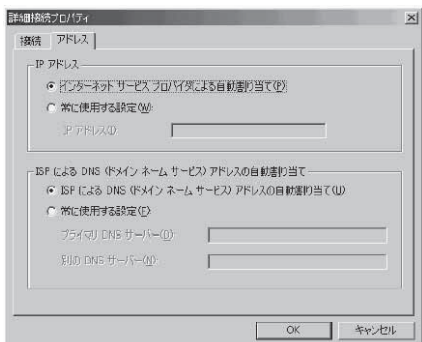 詳細接続プロパティ
接続 アドレス
IP アドレス
インターネット サービス プロバイダによる自動割り当て(P)
常に使用する設定(W):
IP アドレス(I):
ISP による DNS (ドメイン ネーム サービス) アドレスの自動割り当て
ISP による DNS (ドメイン ネーム サービス) アドレスの自動割り当て(U)
常に使用する設定(E)
プライマリ DNS サーバー(D):
別の DNS サーバー(N):
OK キャンセル